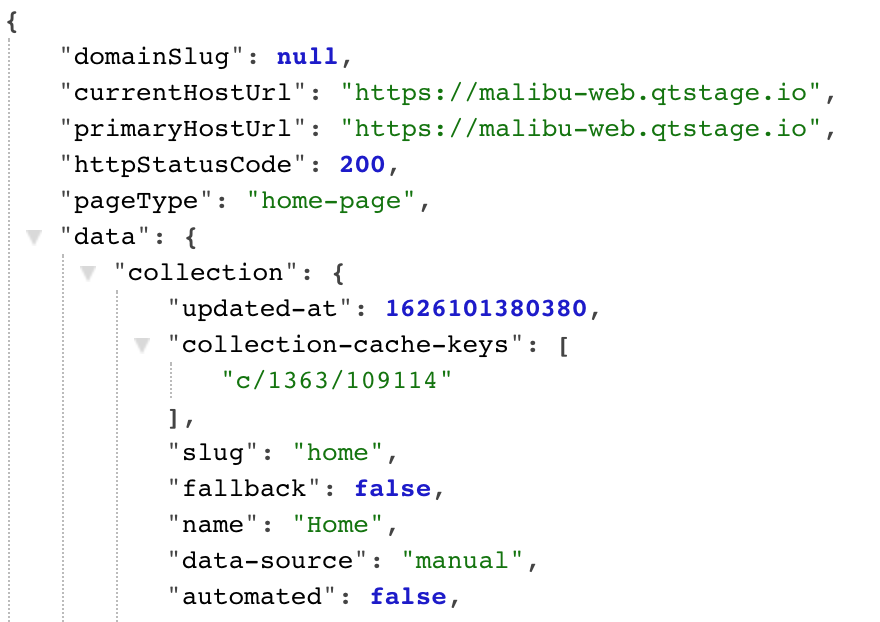 {
"domainSlug": null,
"currentHostUrl": "https://malibu-web.qtstage.io",
"primaryHostUrl": "https://malibu-web.qtstage.io",
"httpStatusCode": 200,
"pageType": "home-page",
"data": {
"collection": {
"updated-at": 1626101380380,
"collection-cache-keys": [
"c/1363/109114"
],
"slug": "home",
"fallback": false,
"name": "Home",
"data-source": "manual",
"automated": false,